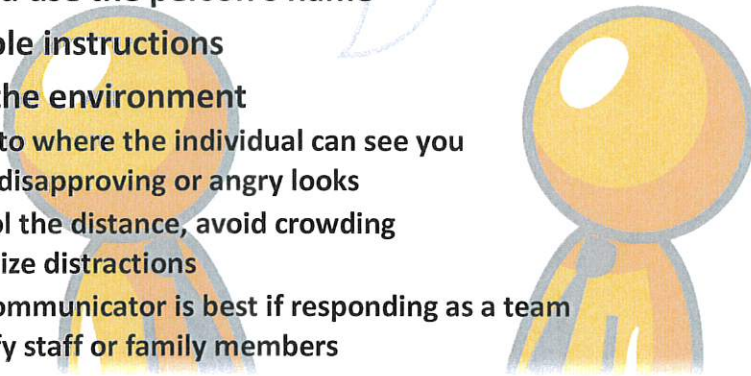 use the person's name
ple instructions
the environment
to where the individual can see you
disapproving or angry looks
ol the distance, avoid crowding
ize distractions
ommunicator is best if responding as a team
fy staff or family members